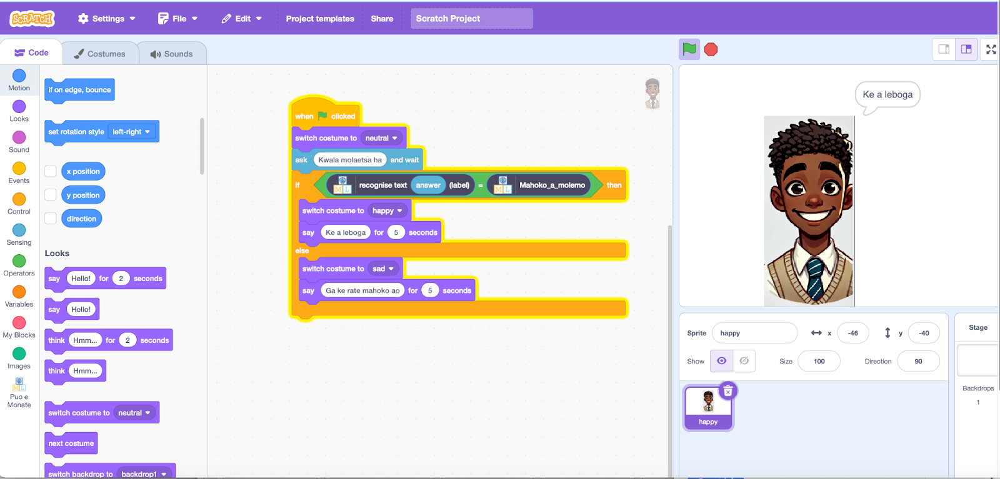 SCRATCH Settings File Edit Project templates Share Scratch Project
Code Costumes Sounds
Motion
Looks
Sound
Events
Control
Sensing
Operators
Variables
My Blocks
Images
ML
Puo e
Monate
if on edge, bounce
set rotation style left-right
x position
y position
direction
Looks
say Hello! for 2 seconds
say Hello!
think Hmm... for 2 seconds
think Hmm...
switch costume to neutral
next costume
switch backdrop to backdrop1
when clicked
switch costume to neutral
ask Kwala molaetsa ha and wait
if ML recognise text answer (label) = ML Mahoko_a_molemo then
switch costume to happy
say Ke a leboga for 5 seconds
else
switch costume to sad
say Ga ke rate mahoko ao for 5 seconds
Ke a leboga
Sprite happy x -46 y -40
Show Size 100 Direction 90
happy
Stage
Backdrops
1